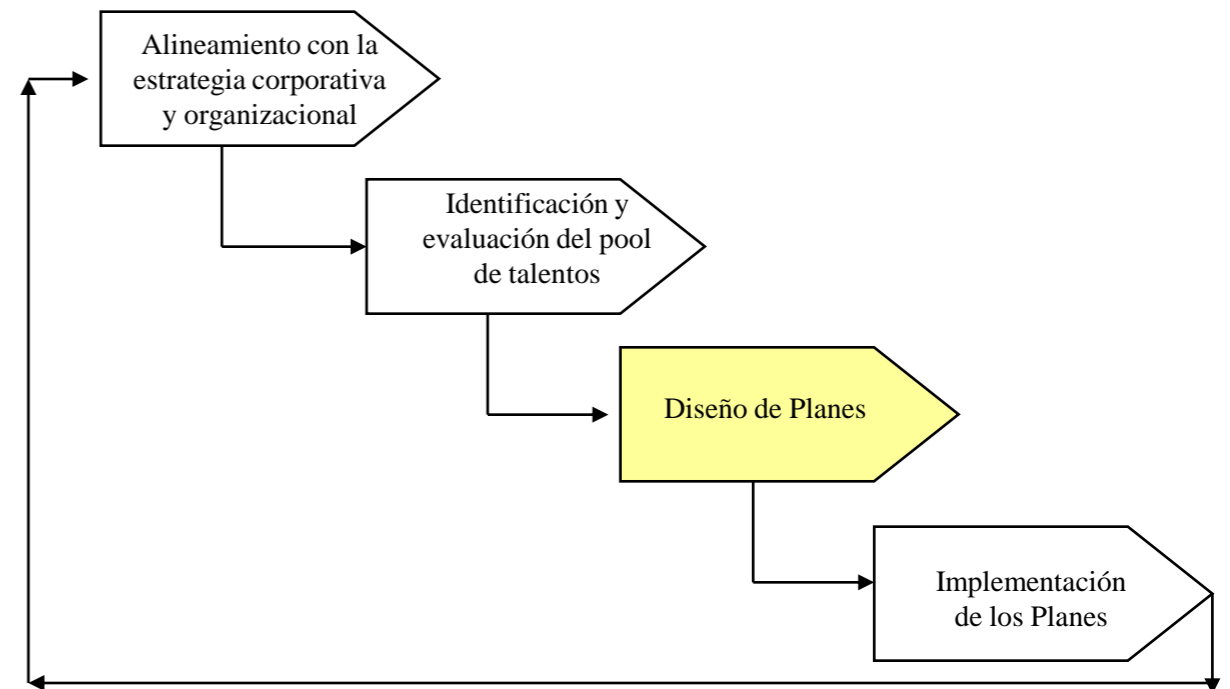 Alineamiento con la
estrategia corporativa
y organizacional
Identificación y
evaluación del pool
de talentos
Diseño de Planes
Implementación
de los Planes